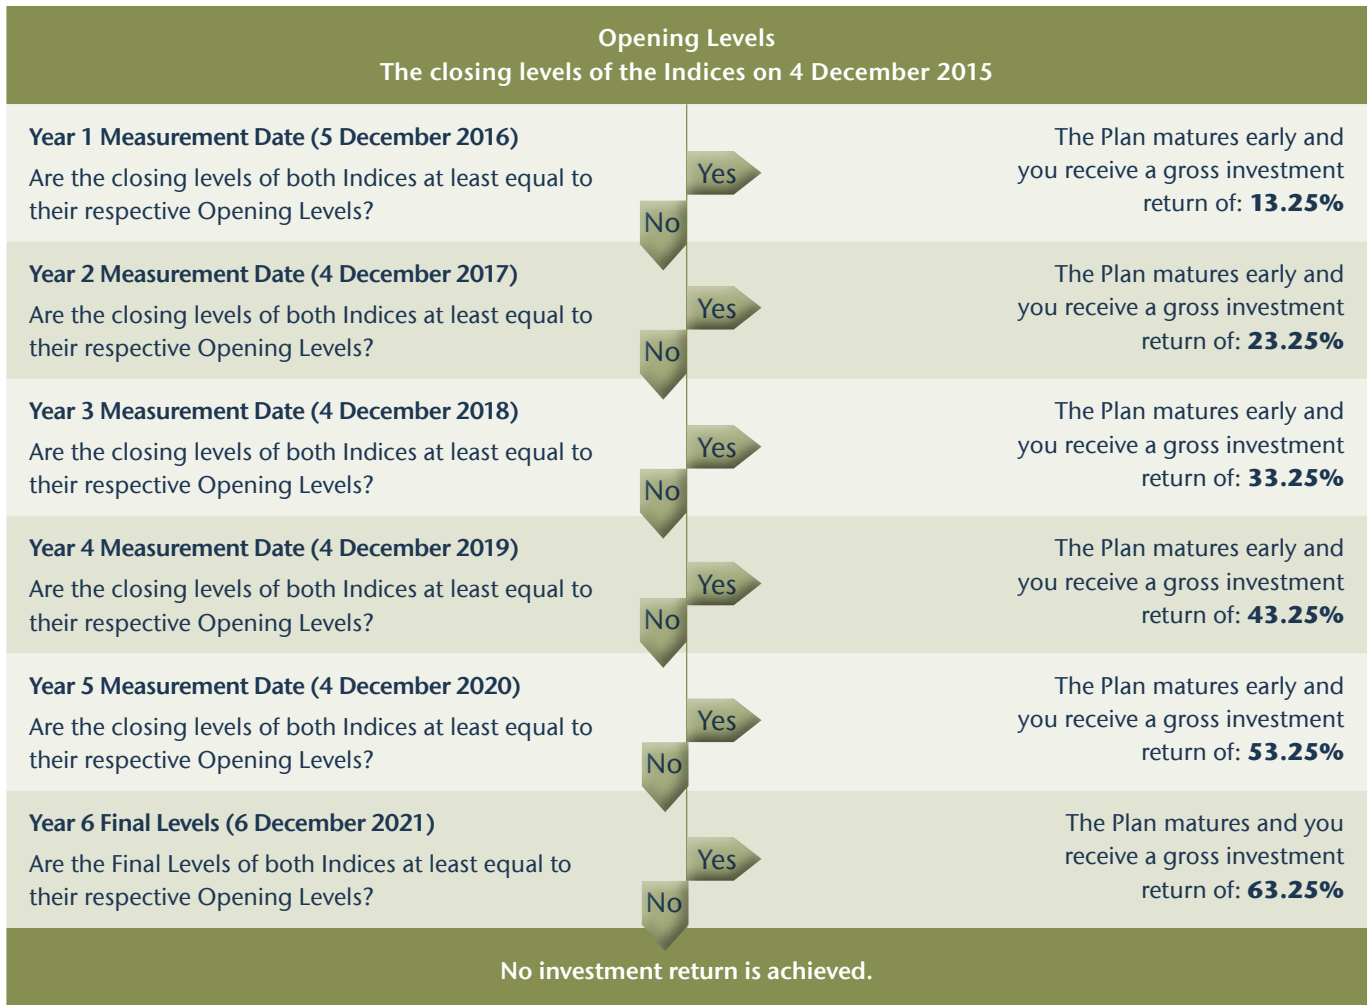 Opening Levels
The closing levels of the Indices on 4 December 2015
Year 1 Measurement Date (5 December 2016)
Are the closing levels of both Indices at least equal to
their respective Opening Levels?
Yes
No
The Plan matures early and
you receive a gross investment
return of: 13.25%
Year 2 Measurement Date (4 December 2017)
Are the closing levels of both Indices at least equal to
their respective Opening Levels?
Yes
No
The Plan matures early and
you receive a gross investment
return of: 23.25%
Year 3 Measurement Date (4 December 2018)
Are the closing levels of both Indices at least equal to
their respective Opening Levels?
Yes
No
The Plan matures early and
you receive a gross investment
return of: 33.25%
Year 4 Measurement Date (4 December 2019)
Are the closing levels of both Indices at least equal to
their respective Opening Levels?
Yes
No
The Plan matures early and
you receive a gross investment
return of: 43.25%
Year 5 Measurement Date (4 December 2020)
Are the closing levels of both Indices at least equal to
their respective Opening Levels?
Yes
No
The Plan matures early and
you receive a gross investment
return of: 53.25%
Year 6 Final Levels (6 December 2021)
Are the Final Levels of both Indices at least equal to
their respective Opening Levels?
Yes
No
The Plan matures and you
receive a gross investment
return of: 63.25%
No investment return is achieved.